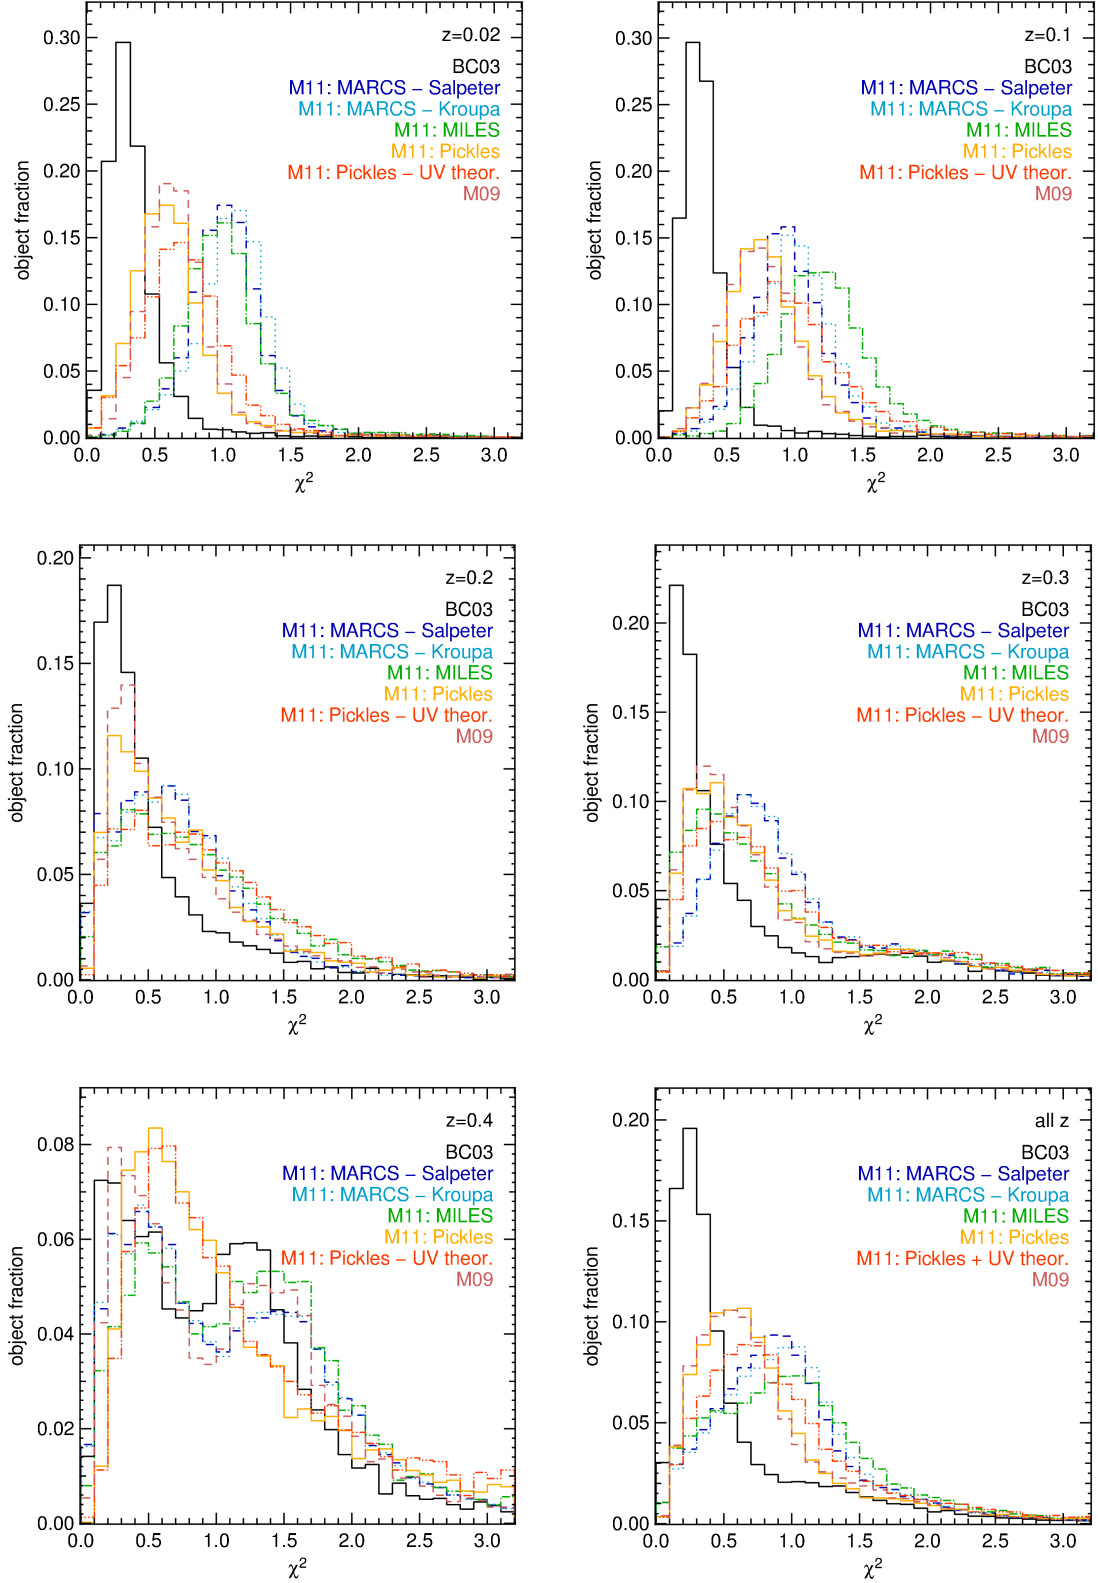 z=0.02
BC03
M11: MARCS − Salpeter
M11: MARCS − Kroupa
M11: MILES
M11: Pickles
M11: Pickles − UV theor.
M09
object fraction
0.30
0.25
0.20
0.15
0.10
0.05
0.00
0.0 0.5 1.0 1.5 2.0 2.5 3.0
χ²
z=0.1
BC03
M11: MARCS − Salpeter
M11: MARCS − Kroupa
M11: MILES
M11: Pickles
M11: Pickles − UV theor.
M09
object fraction
0.30
0.25
0.20
0.15
0.10
0.05
0.00
0.0 0.5 1.0 1.5 2.0 2.5 3.0
χ²
z=0.2
BC03
M11: MARCS − Salpeter
M11: MARCS − Kroupa
M11: MILES
M11: Pickles
M11: Pickles − UV theor.
M09
object fraction
0.20
0.15
0.10
0.05
0.00
0.0 0.5 1.0 1.5 2.0 2.5 3.0
χ²
z=0.3
BC03
M11: MARCS − Salpeter
M11: MARCS − Kroupa
M11: MILES
M11: Pickles
M11: Pickles − UV theor.
M09
object fraction
0.20
0.15
0.10
0.05
0.00
0.0 0.5 1.0 1.5 2.0 2.5 3.0
χ²
z=0.4
BC03
M11: MARCS − Salpeter
M11: MARCS − Kroupa
M11: MILES
M11: Pickles
M11: Pickles − UV theor.
M09
object fraction
0.08
0.06
0.04
0.02
0.00
0.0 0.5 1.0 1.5 2.0 2.5 3.0
χ²
all z
BC03
M11: MARCS − Salpeter
M11: MARCS − Kroupa
M11: MILES
M11: Pickles
M11: Pickles + UV theor.
M09
object fraction
0.20
0.15
0.10
0.05
0.00
0.0 0.5 1.0 1.5 2.0 2.5 3.0
χ²